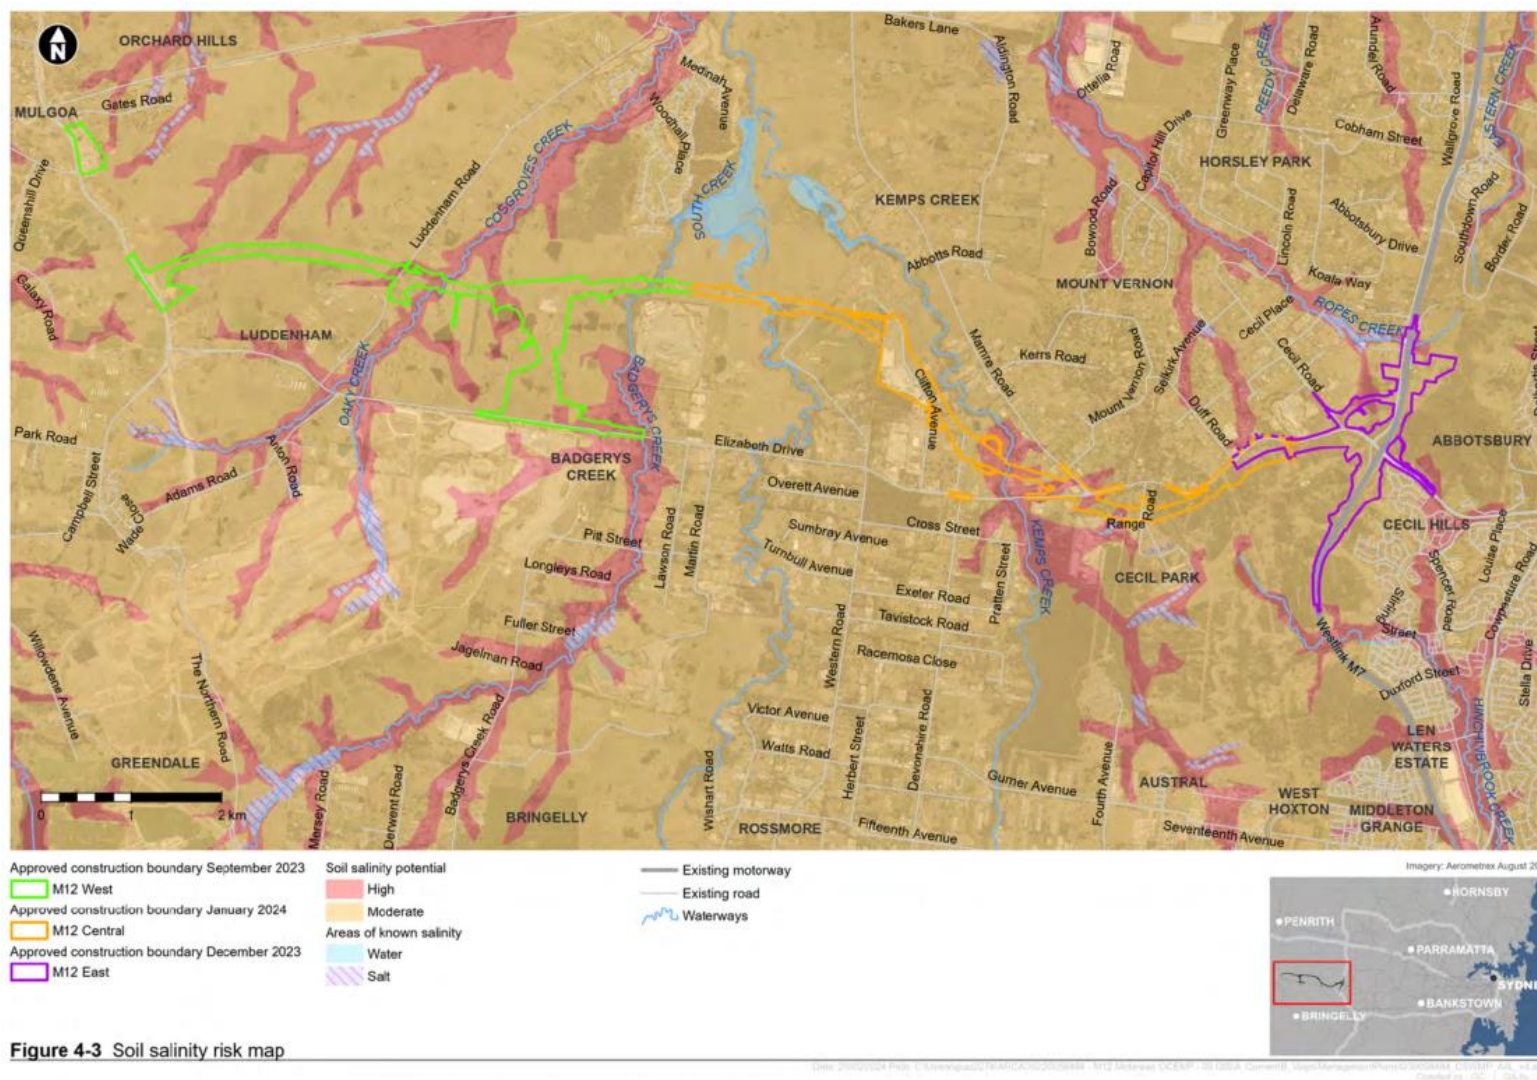 N
ORCHARD HILLS
MULGOA
Gates Road
Queenshill Drive
Galaxy Road
LUDDENHAM
Luddenham Road
COSGROVES CREEK
OAKY CREEK
Medinah Avenue
Woodhall Place
SOUTH CREEK
Bakers Lane
Aldington Road
KEMPS CREEK
Abbotts Road
Ottelia Road
Capitol Hill Drive
Bowood Road
MOUNT VERNON
Greenway Place
REEDY CREEK
Delaware Road
Arundel Road
Cobham Street
Wallgrove Road
EASTERN CREEK
HORSLEY PARK
Lincoln Road
Abbotsbury Drive
Southdown Road
Border Road
Koala Way
ROPES CREEK
Cecil Place
Cecil Road
Selkirk Avenue
Mount Vernon Road
Kerrs Road
Mamre Road
Clifton Avenue
Duff Road
ABBOTSBURY
Park Road
Campbell Street
Wade Close
Adams Road
Anton Road
BADGERYS
CREEK
BADGERYS CREEK
Elizabeth Drive
Overett Avenue
Cross Street
Sumbray Avenue
Turnbull Avenue
Pitt Street
Lawson Road
Martin Road
Longleys Road
Exeter Road
Tavistock Road
Pratten Street
KEMPS CREEK
Range Road
CECIL PARK
CECIL HILLS
Spencer Road
Louise Place
Cowpasture Road
Stirling Street
Fuller Street
Jagelman Road
Western Road
Racemosa Close
Westlink M7
Duxford Street
Stella Drive
Willowdene Avenue
The Northern Road
GREENDALE
Badgerys Creek Road
Victor Avenue
Watts Road
Herbert Street
Devonshire Road
Gurner Avenue
Fourth Avenue
AUSTRAL
LEN
WATERS
ESTATE
HINCHINBROOK CREEK
WEST
HOXTON
MIDDLETON
GRANGE
Mersey Road
Derwent Road
BRINGELLY
Wishart Road
ROSSMORE
Fifteenth Avenue
Seventeenth Avenue
0 1 2 km
Approved construction boundary September 2023
M12 West
Approved construction boundary January 2024
M12 Central
Approved construction boundary December 2023
M12 East
Soil salinity potential
High
Moderate
Areas of known salinity
Water
Salt
Existing motorway
Existing road
Waterways
Imagery: Aerometrex August 20
HORNSBY
PENRITH
PARRAMATTA
SYDNE
BANKSTOWN
BRINGELLY
Figure 4-3 Soil salinity risk map